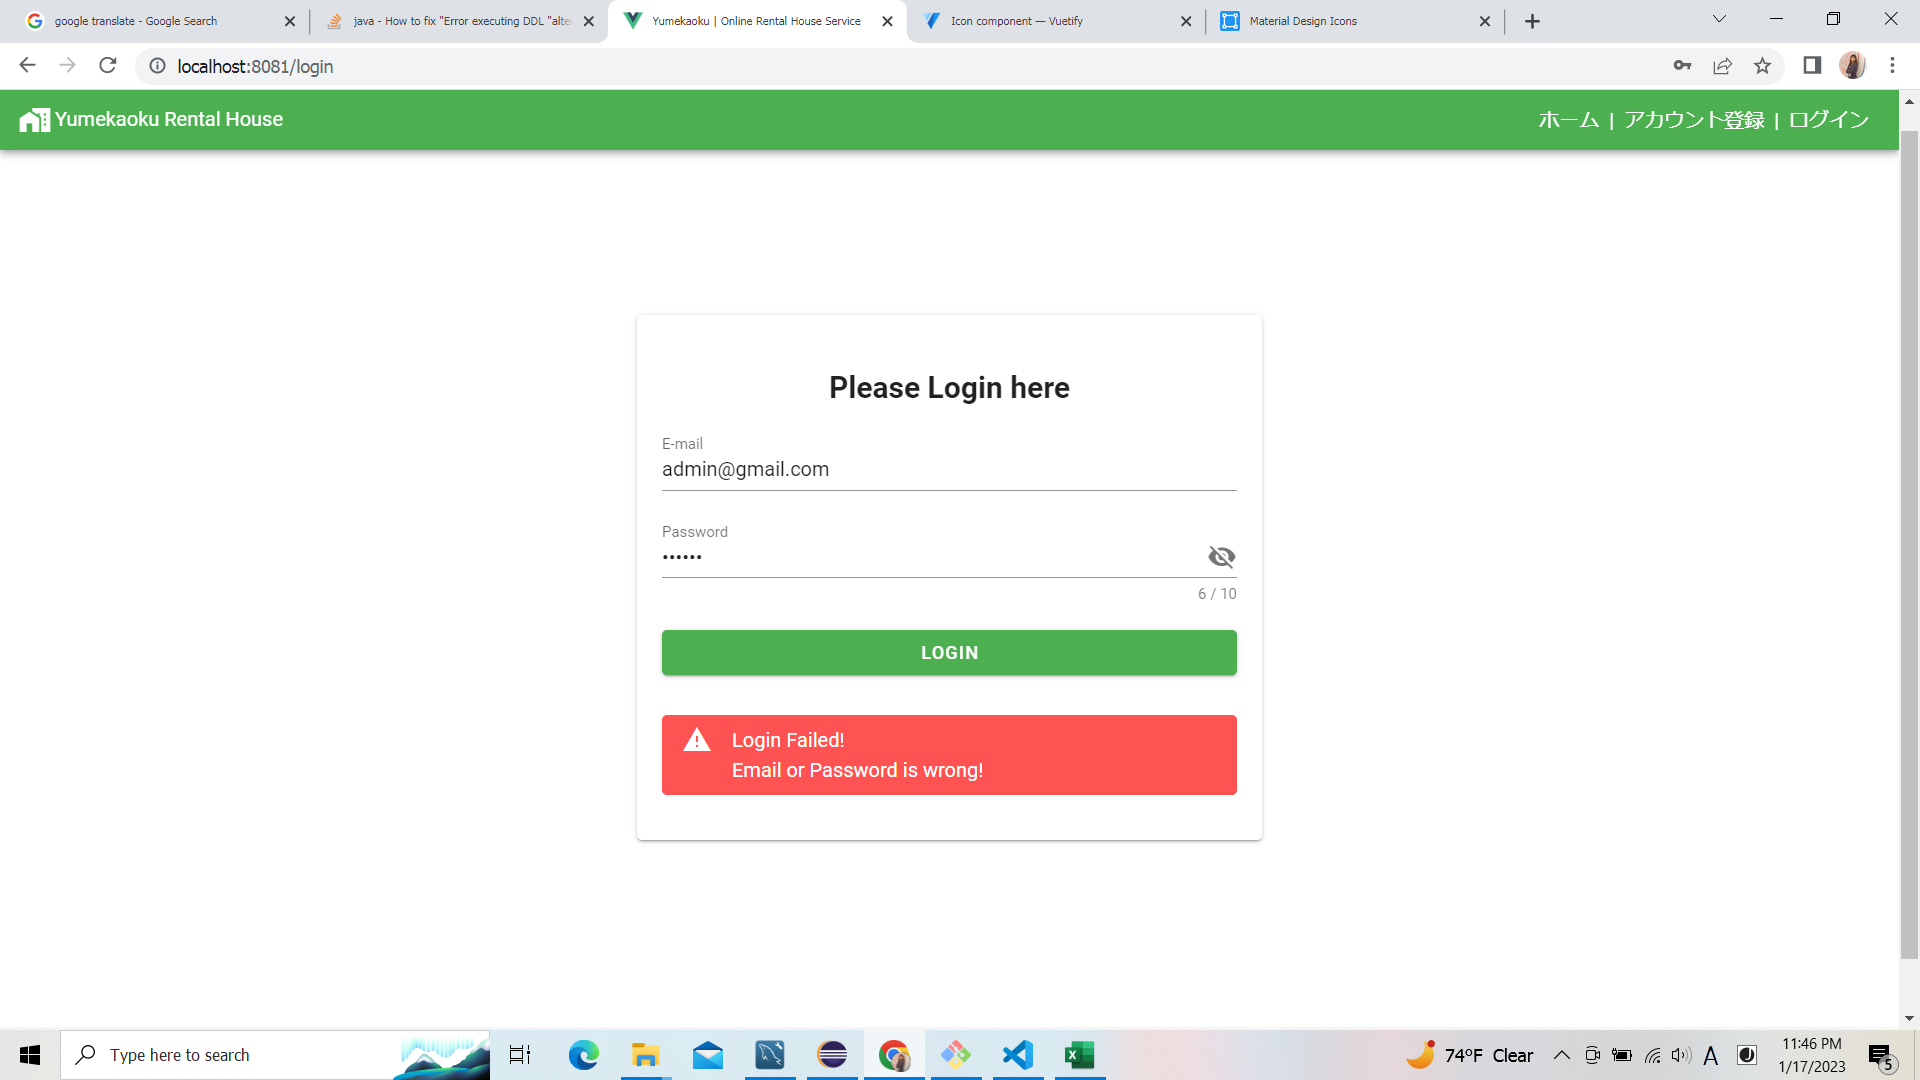 google translate - Google Search
java - How to fix "Error executing DDL "alte
Yumekaoku | Online Rental House Service
Icon component — Vuetify
Material Design Icons
localhost:8081/login
Yumekaoku Rental House
ホーム | アカウント登録 | ログイン
Please Login here
E-mail
admin@gmail.com
Password
••••••
6 / 10
LOGIN
Login Failed!
Email or Password is wrong!
Type here to search
74°F Clear
A
11:46 PM
1/17/2023
5